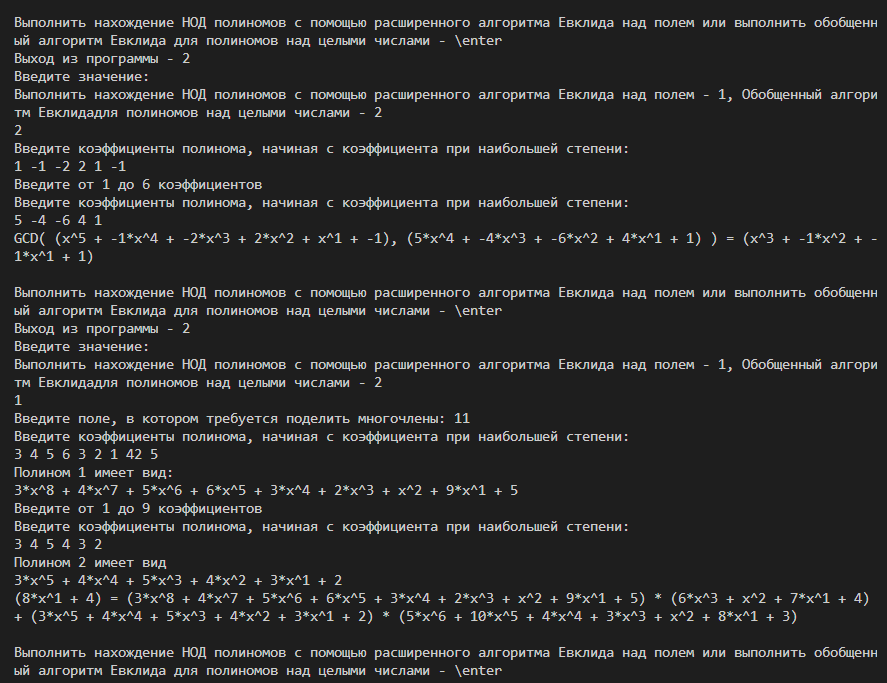 Выполнить нахождение НОД полиномов с помощью расширенного алгоритма Евклида над полем или выполнить обобщенн
ый алгоритм Евклида для полиномов над целыми числами - \enter
Выход из программы - 2
Введите значение:
Выполнить нахождение НОД полиномов с помощью расширенного алгоритма Евклида над полем - 1, Обобщенный алгори
тм Евклидадля полиномов над целыми числами - 2
2
Введите коэффициенты полинома, начиная с коэффициента при наибольшей степени:
1 -1 -2 2 1 -1
Введите от 1 до 6 коэффициентов
Введите коэффициенты полинома, начиная с коэффициента при наибольшей степени:
5 -4 -6 4 1
GCD( (x^5 + -1*x^4 + -2*x^3 + 2*x^2 + x^1 + -1), (5*x^4 + -4*x^3 + -6*x^2 + 4*x^1 + 1) ) = (x^3 + -1*x^2 + -
1*x^1 + 1)
Выполнить нахождение НОД полиномов с помощью расширенного алгоритма Евклида над полем или выполнить обобщенн
ый алгоритм Евклида для полиномов над целыми числами - \enter
Выход из программы - 2
Введите значение:
Выполнить нахождение НОД полиномов с помощью расширенного алгоритма Евклида над полем - 1, Обобщенный алгори
тм Евклидадля полиномов над целыми числами - 2
1
Введите поле, в котором требуется поделить многочлены: 11
Введите коэффициенты полинома, начиная с коэффициента при наибольшей степени:
3 4 5 6 3 2 1 42 5
Полином 1 имеет вид:
3*x^8 + 4*x^7 + 5*x^6 + 6*x^5 + 3*x^4 + 2*x^3 + x^2 + 9*x^1 + 5
Введите от 1 до 9 коэффициентов
Введите коэффициенты полинома, начиная с коэффициента при наибольшей степени:
3 4 5 4 3 2
Полином 2 имеет вид
3*x^5 + 4*x^4 + 5*x^3 + 4*x^2 + 3*x^1 + 2
(8*x^1 + 4) = (3*x^8 + 4*x^7 + 5*x^6 + 6*x^5 + 3*x^4 + 2*x^3 + x^2 + 9*x^1 + 5) * (6*x^3 + x^2 + 7*x^1 + 4)
+ (3*x^5 + 4*x^4 + 5*x^3 + 4*x^2 + 3*x^1 + 2) * (5*x^6 + 10*x^5 + 4*x^4 + 3*x^3 + x^2 + 8*x^1 + 3)
Выполнить нахождение НОД полиномов с помощью расширенного алгоритма Евклида над полем или выполнить обобщенн
ый алгоритм Евклида для полиномов над целыми числами - \enter